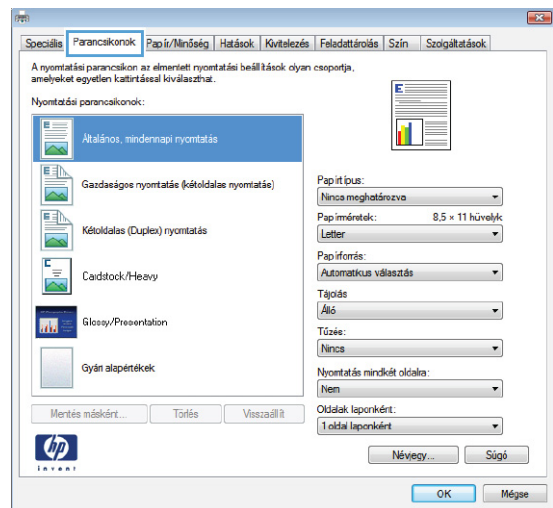 Speciális Parancsikonok Papír/Minőség Hatások Kivitelezés Feladattárolás Szín Szolgáltatások
A nyomtatási parancsikon az elmentett nyomtatási beállítások olyan csoportja,
amelyeket egyetlen kattintással kiválaszthat.
Nyomtatási parancsikonok:
Általános, mindennapi nyomtatás
Gazdaságos nyomtatás (kétoldalas nyomtatás)
Kétoldalas (Duplex) nyomtatás
Cardstock/Heavy
Glossy/Presentation
Gyári alapértékek
Mentés másként... Törlés Visszaállít
Papírtípus:
Nincs meghatározva
Papírméretek: 8,5 × 11 hüvelyk
Letter
Papírforrás:
Automatikus választás
Tájolás
Álló
Tűzés:
Nincs
Nyomtatás mindkét oldalra:
Nem
Oldalak laponként:
1 oldal laponként
hp
invent
Névjegy... Súgó
OK Mégse